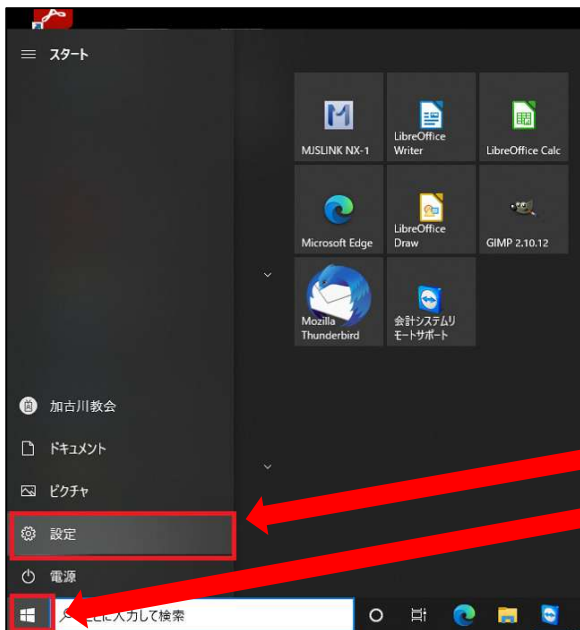 スタート
MJSLINK NX-1
LibreOffice
Writer
LibreOffice Calc
Microsoft Edge
LibreOffice
Draw
GIMP 2.10.12
Mozilla
Thunderbird
会計システムリ
モートサポート
加古川教会
ドキュメント
ピクチャ
設定
電源
に入力して検索